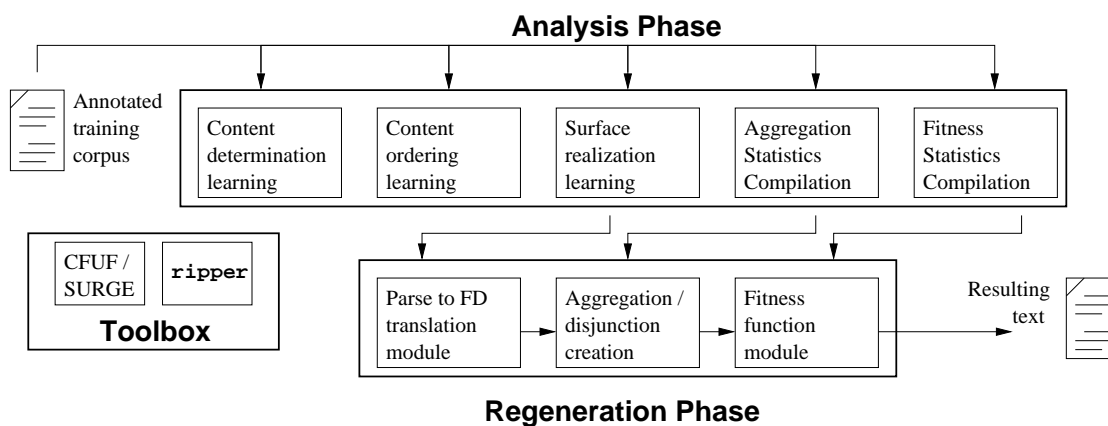 Analysis Phase
Annotated
training
corpus
Content
determination
learning
Content
ordering
learning
Surface
realization
learning
Aggregation
Statistics
Compilation
Fitness
Statistics
Compilation
CFUF /
SURGE
ripper
Toolbox
Parse to FD
translation
module
Aggregation /
disjunction
creation
Fitness
function
module
Resulting
text
Regeneration Phase